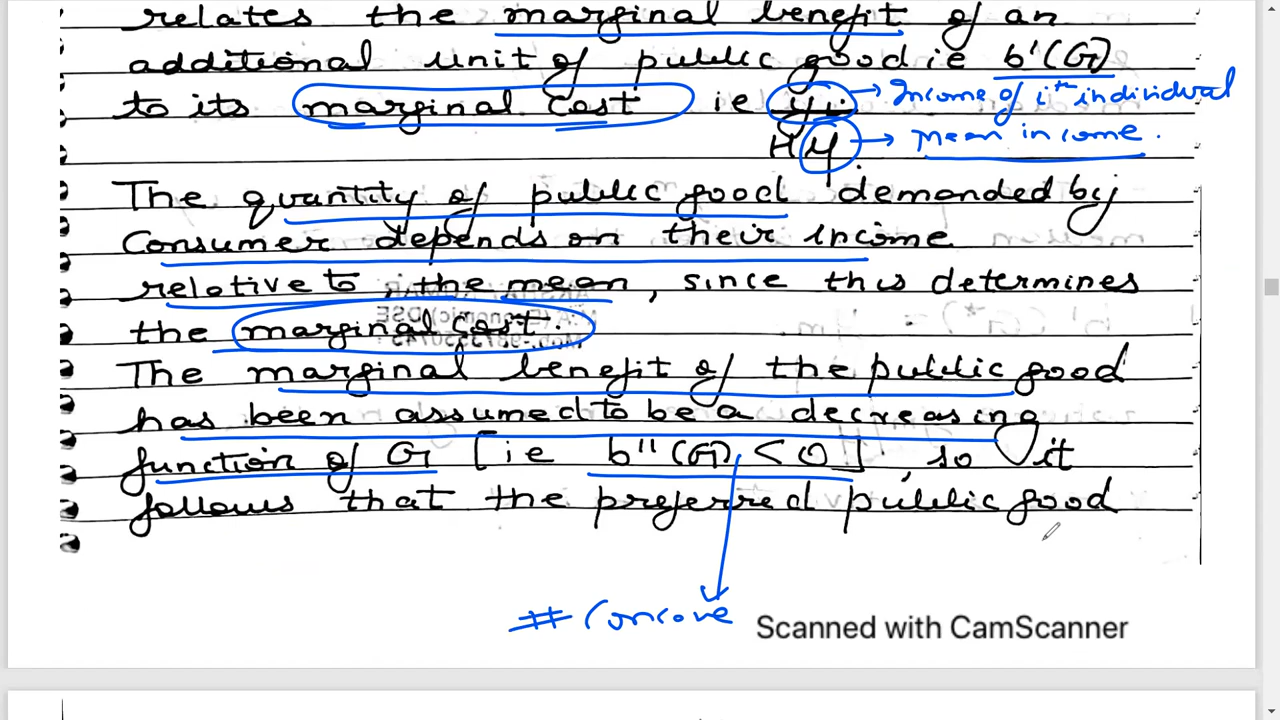 relates the marginal benefit of an
additional unit of public good ie b'(G)
to its marginal cost ie yi → Income of ith individual
Hy → Mean income.
The quantity of public good demanded by
Consumer depends on their income
relative to, the mean, since this determines
the marginal cost.
The marginal benefit of the public good
has been assumed to be a decreasing
function of G [ie b"(G) < 0], so it
follows that the preferred public good
# Concave
Scanned with CamScanner